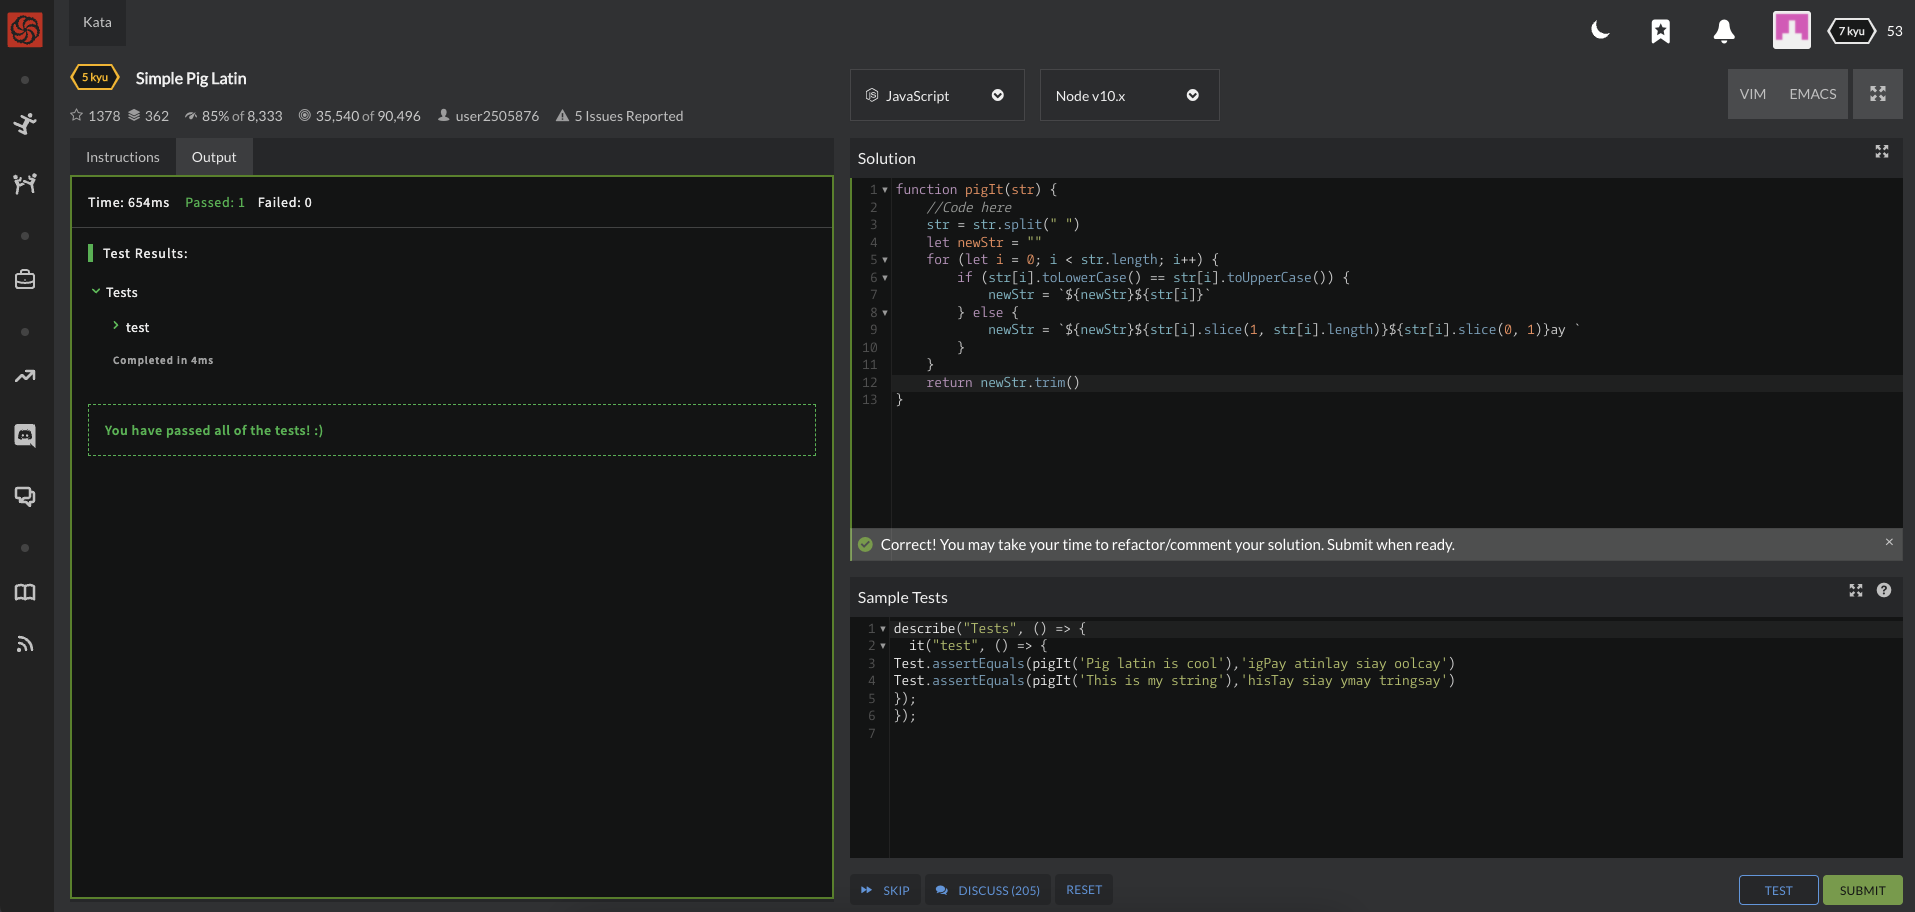 Kata
7 kyu 53
5 kyu Simple Pig Latin
1378 362 85% of 8,333 35,540 of 90,496 user2505876 5 Issues Reported
Instructions Output
Time: 654ms Passed: 1 Failed: 0
Test Results:
Tests
test
Completed in 4ms
You have passed all of the tests! :)
JavaScript Node v10.x
VIM EMACS
Solution
1 function pigIt(str) {
2     //Code here
3     str = str.split(" ")
4     let newStr = ""
5     for (let i = 0; i < str.length; i++) {
6         if (str[i].toLowerCase() == str[i].toUpperCase()) {
7             newStr = `${newStr}${str[i]}`
8         } else {
9             newStr = `${newStr}${str[i].slice(1, str[i].length)}${str[i].slice(0, 1)}ay `
10         }
11     }
12     return newStr.trim()
13 }
Correct! You may take your time to refactor/comment your solution. Submit when ready. ×
Sample Tests
1 describe("Tests", () => {
2   it("test", () => {
3 Test.assertEquals(pigIt('Pig latin is cool'),'igPay atinlay siay oolcay')
4 Test.assertEquals(pigIt('This is my string'),'hisTay siay ymay tringsay')
5 });
6 });
7
SKIP DISCUSS (205) RESET
TEST SUBMIT